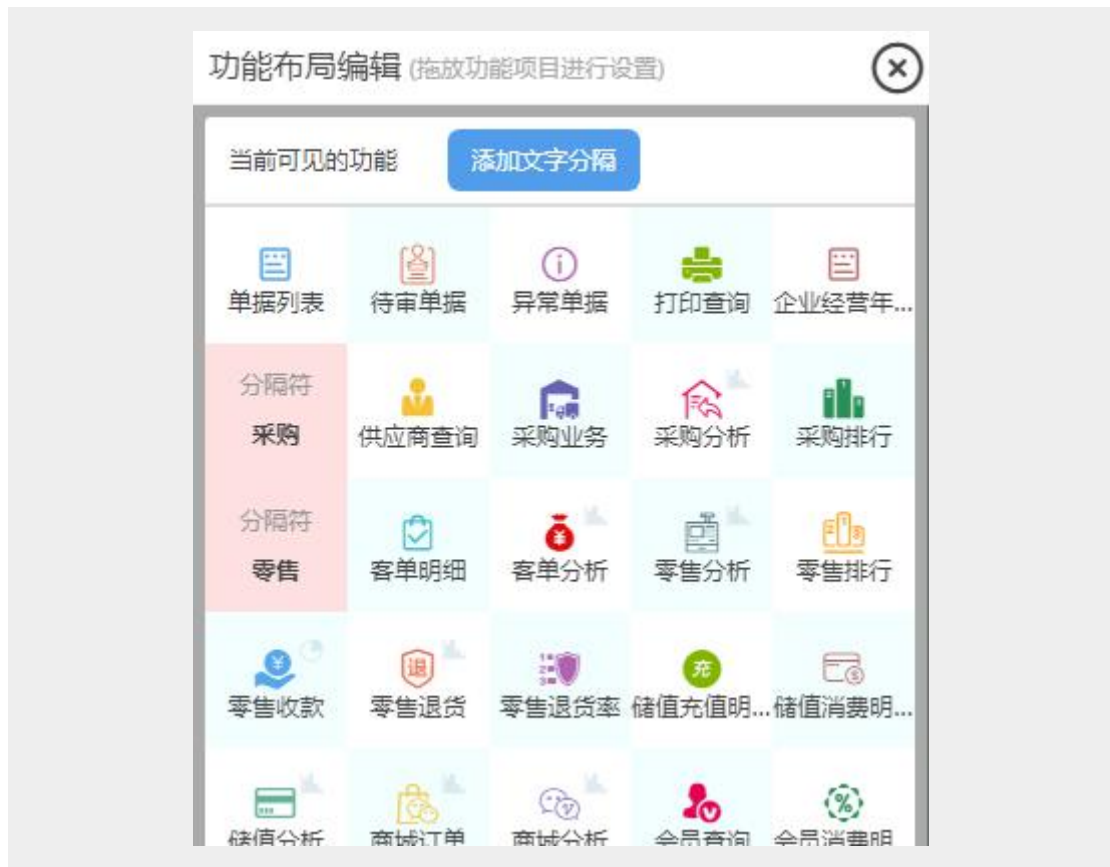 功能布局编辑 (拖放功能项目进行设置)
当前可见的功能 添加文字分隔
单据列表 待审单据 异常单据 打印查询 企业经营年...
分隔符
采购 供应商查询 采购业务 采购分析 采购排行
分隔符
零售 客单明细 客单分析 零售分析 零售排行
退 充
零售收款 零售退货 零售退货率 储值充值明... 储值消费明...
储值分析 商城订单 商城分析 会员查询 会员消费明